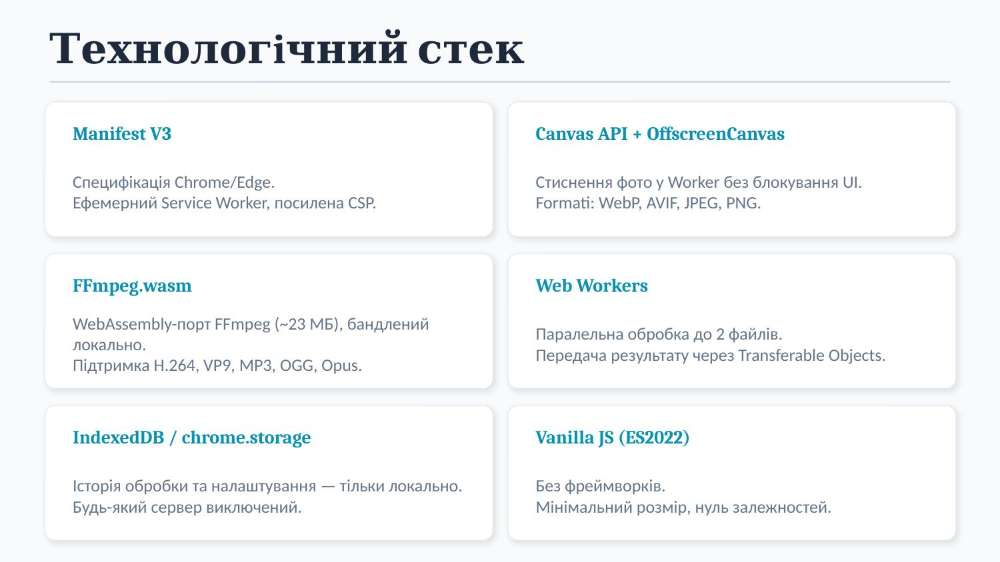 Технологічний стек
Manifest V3
Специфікація Chrome/Edge.
Ефемерний Service Worker, посилена CSP.
Canvas API + OffscreenCanvas
Стиснення фото у Worker без блокування UI.
Formati: WebP, AVIF, JPEG, PNG.
FFmpeg.wasm
WebAssembly-порт FFmpeg (~23 МБ), бандлений
локально.
Підтримка H.264, VP9, MP3, OGG, Opus.
Web Workers
Паралельна обробка до 2 файлів.
Передача результату через Transferable Objects.
IndexedDB / chrome.storage
Історія обробки та налаштування — тільки локально.
Будь-який сервер виключений.
Vanilla JS (ES2022)
Без фреймворків.
Мінімальний розмір, нуль залежностей.